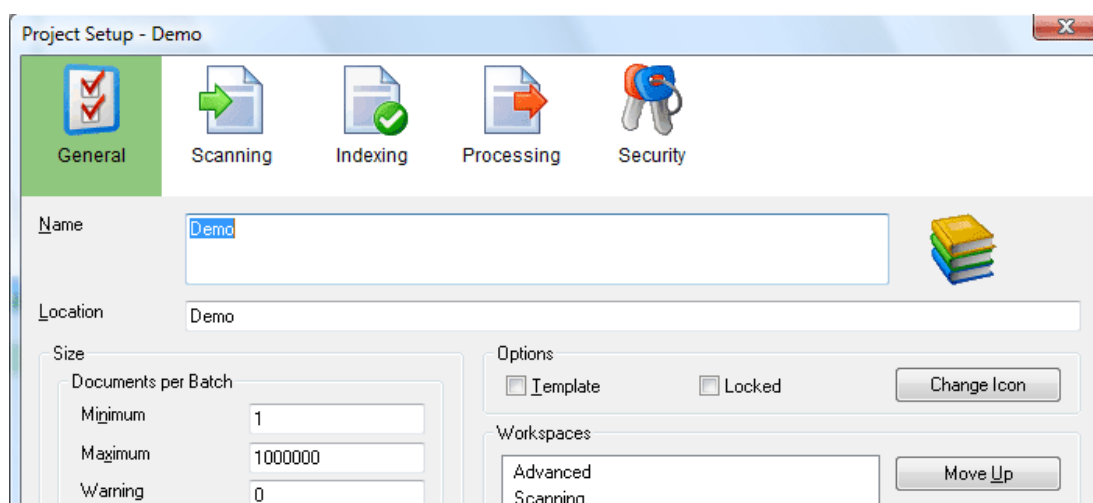 Project Setup - Demo
General Scanning Indexing Processing Security
Name Demo
Location Demo
Size Options
Documents per Batch
Template Locked Change Icon
Minimum 1
Workspaces
Maximum 1000000
Advanced Move Up
Warning 0
Scanning